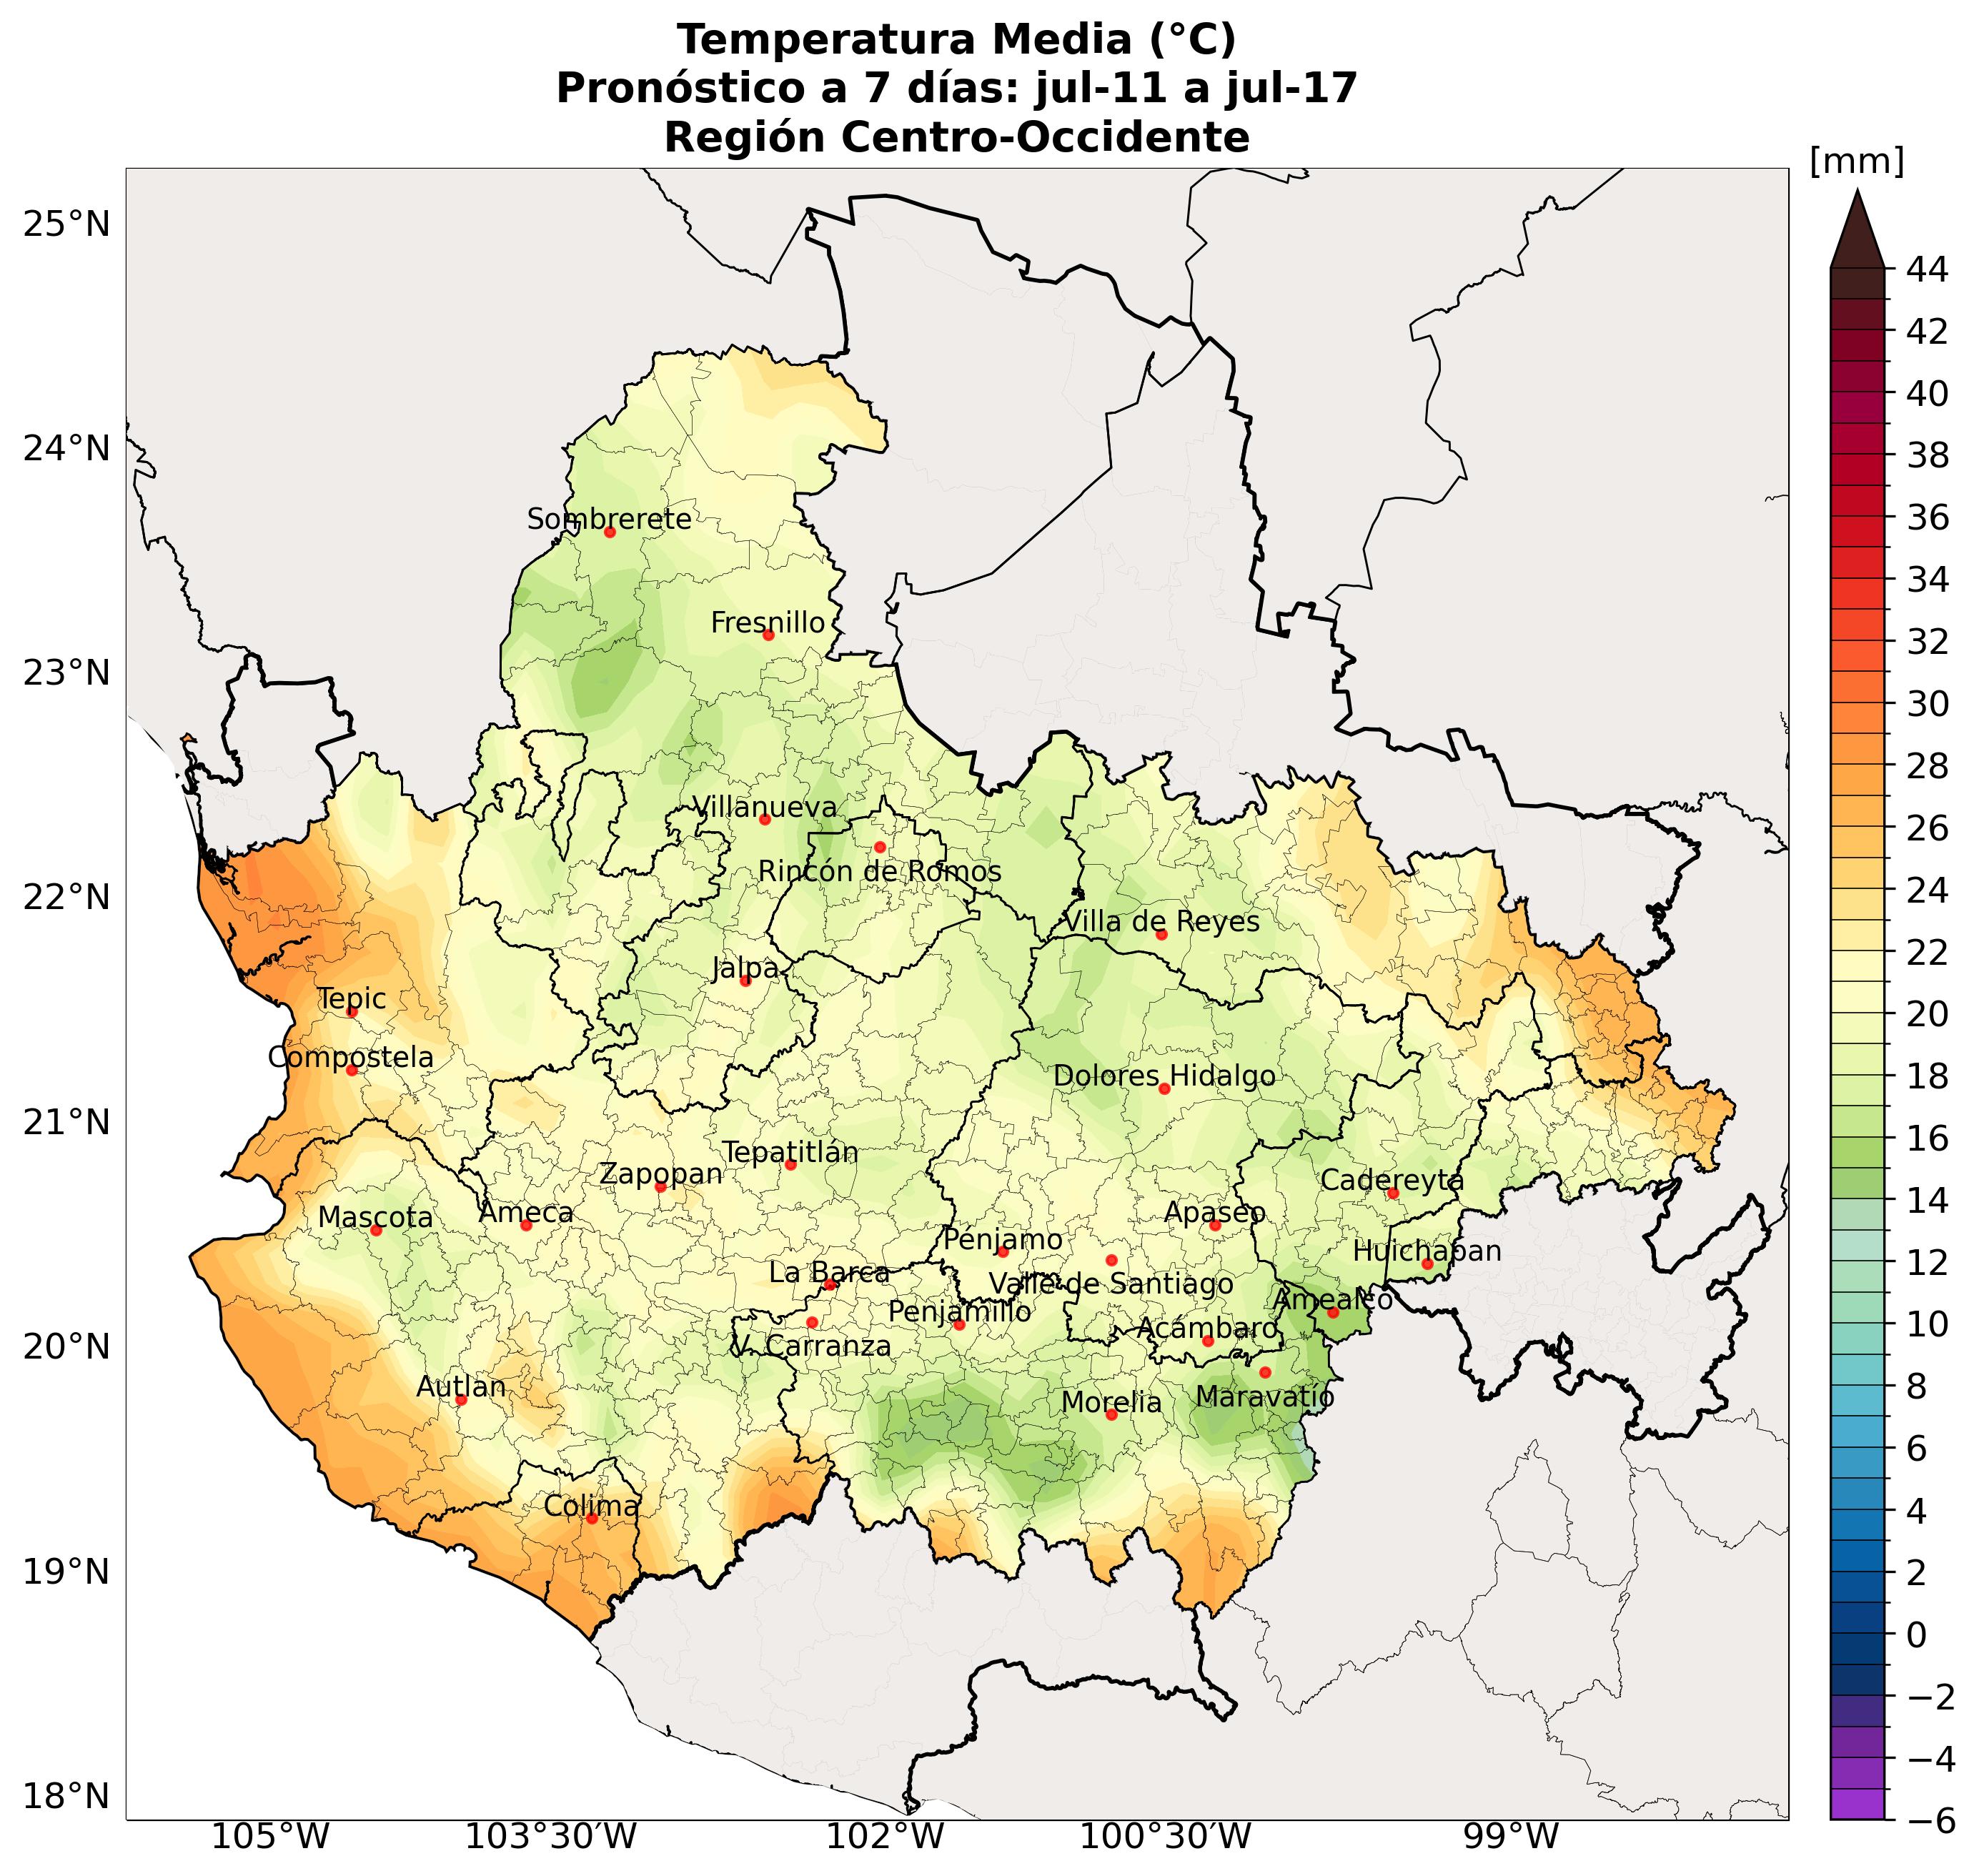 Temperatura Media (°C)
Pronóstico a 7 días: jul-11 a jul-17
Región Centro-Occidente
[mm]
25°N
24°N
23°N
22°N
21°N
20°N
19°N
18°N
Sombrerete
Fresnillo
Villanueva
Rincón de Romos
Villa de Reyes
Jalpa
Tepic
Compostela
Dolores Hidalgo
Tepatitlán
Zapopan
Cadereyta
Mascota
Ameca
Apaseo
Pénjamo
Huichapan
La Barca
Valle de Santiago
Amealco
Penjamillo
Acámbaro
V. Carranza
Autlan
Morelia
Maravatío
Colima
105°W
103°30′W
102°W
100°30′W
99°W
44
42
40
38
36
34
32
30
28
26
24
22
20
18
16
14
12
10
8
6
4
2
0
−2
−4
−6